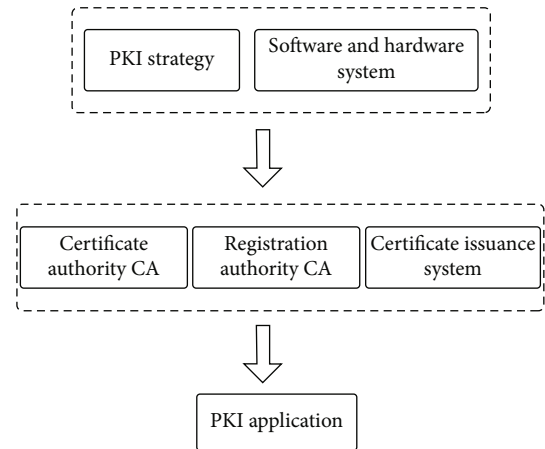 PKI strategy
Software and hardware
system
Certificate
authority CA
Registration
authority CA
Certificate issuance
system
PKI application